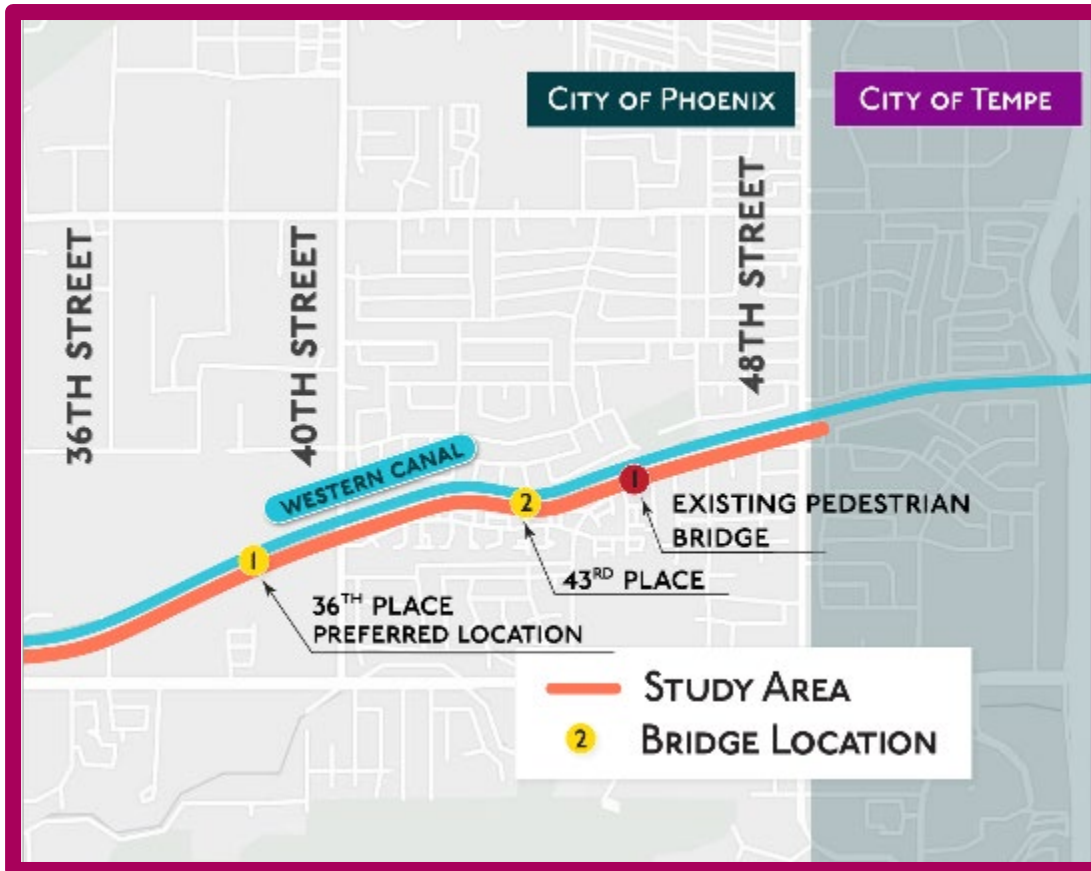 CITY OF PHOENIX
CITY OF TEMPE
36TH STREET
40TH STREET
48TH STREET
WESTERN CANAL
1
2
1
EXISTING PEDESTRIAN
BRIDGE
43RD PLACE
36TH PLACE
PREFERRED LOCATION
STUDY AREA
2
BRIDGE LOCATION